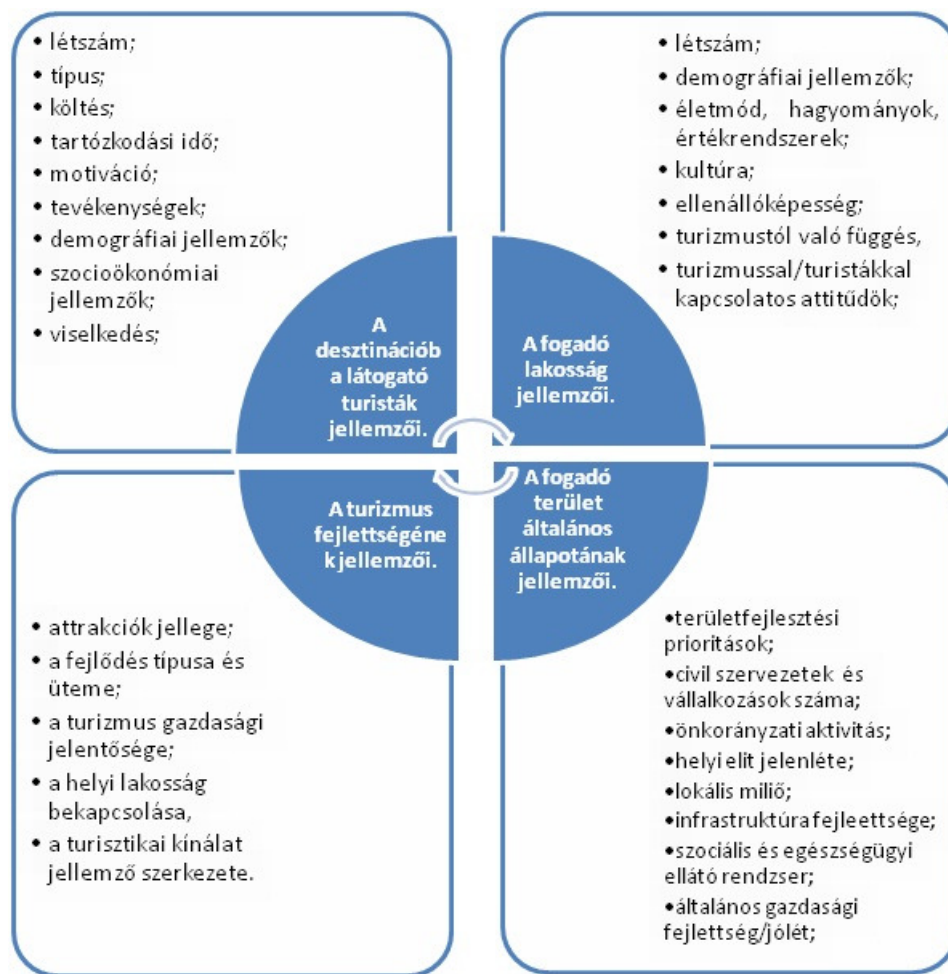 • létszám;
• típus;
• költés;
• tartózkodási idő;
• motiváció;
• tevékenységek;
• demográfiai jellemzők;
• szocioökonómiai
jellemzők;
• viselkedés;
A
desztinációb
a látogató
turisták
jellemzői.
• létszám;
• demográfiai jellemzők;
• életmód, hagyományok,
értékrendszerek;
• kultúra;
• ellenállóképesség;
• turizmustól való függés,
• turizmussal/turistákkal
kapcsolatos attitűdök;
A fogadó
lakosság
jellemzői.
A turizmus
fejlettségéne
k jellemzői.
• attrakciók jellege;
• a fejlődés típusa és
üteme;
• a turizmus gazdasági
jelentősége;
• a helyi lakosság
bekapcsolása,
• a turisztikai kínálat
jellemző szerkezete.
A fogadó
terület
általános
állapotának
jellemzői.
•területfejlesztési
prioritások;
•civil szervezetek és
vállalkozások száma;
•önkorányzati aktivitás;
•helyi elit jelenléte;
•lokális miliő;
•infrastruktúra fejleettsége;
•szociális és egészségügyi
ellátó rendzser;
•általános gazdasági
fejlettség/jólét;